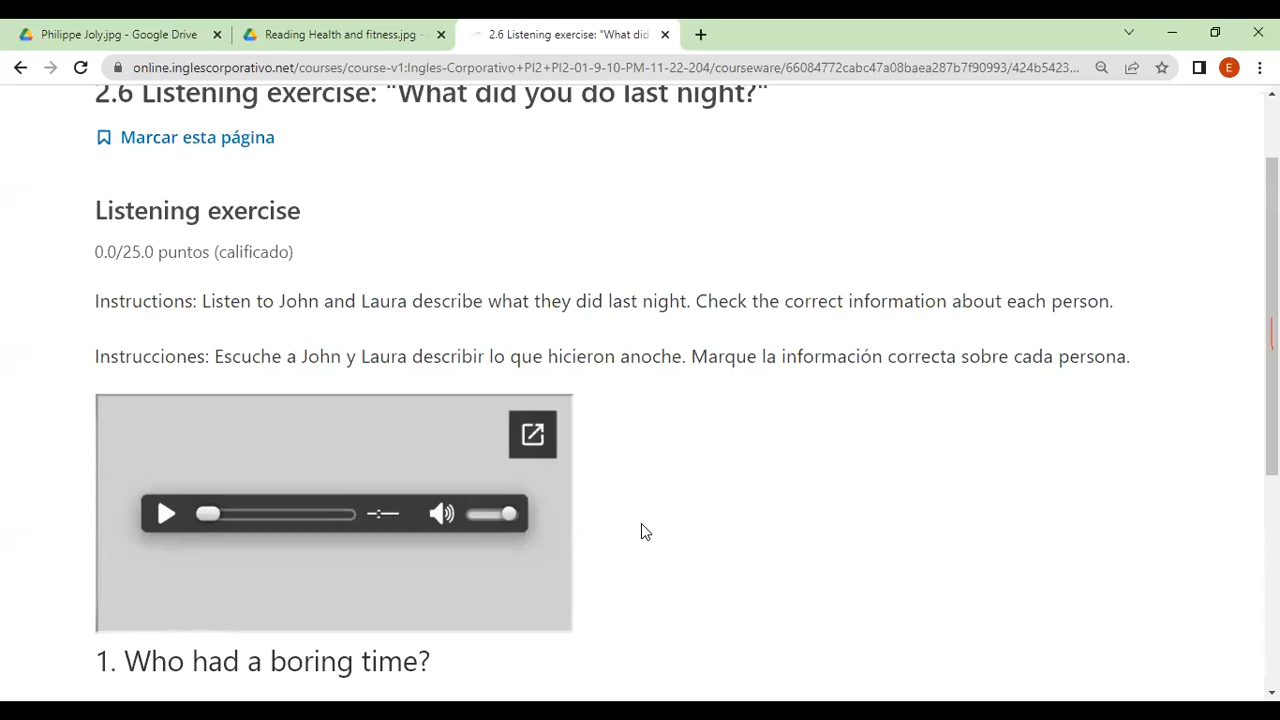 Philippe Joly.jpg - Google Drive
Reading Health and fitness.jpg -
2.6 Listening exercise: "What did
online.inglescorporativo.net/courses/course-v1:Ingles-Corporativo+PI2+PI2-01-9-10-PM-11-22-204/courseware/66084772cabc47a08baea287b7f90993/424b5423...
E
2.6 Listening exercise: "What did you do last night?"
Marcar esta página
Listening exercise
0.0/25.0 puntos (calificado)
Instructions: Listen to John and Laura describe what they did last night. Check the correct information about each person.
Instrucciones: Escuche a John y Laura describir lo que hicieron anoche. Marque la información correcta sobre cada persona.
-:--
1. Who had a boring time?